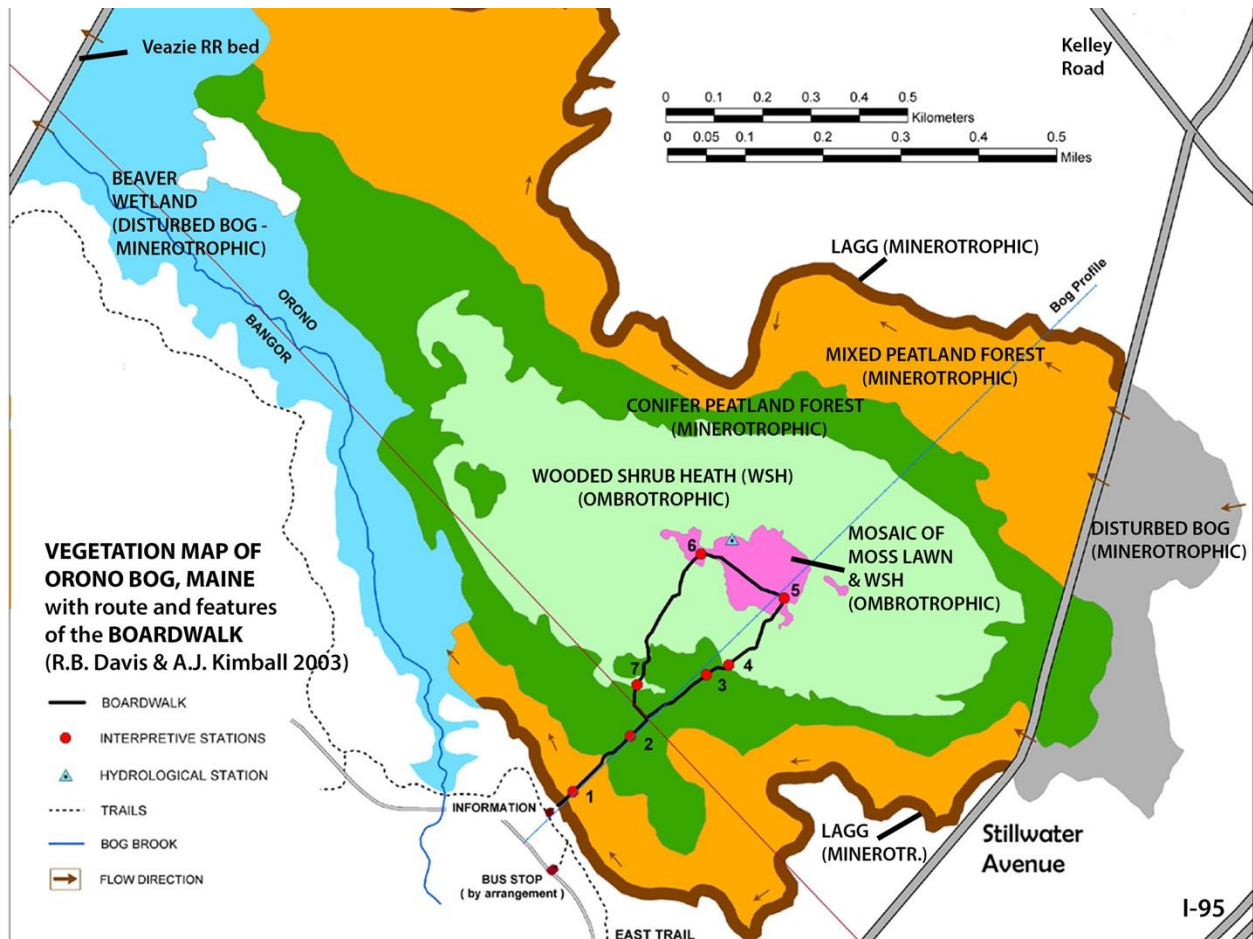 Veazie RR bed
Kelley
Road
0 0.1 0.2 0.3 0.4 0.5
Kilometers
0 0.05 0.1 0.2 0.3 0.4 0.5
Miles
BEAVER
WETLAND
(DISTURBED BOG -
MINEROTROPHIC)
ORONO
BANGOR
LAGG (MINEROTROPHIC)
Bog Profile
MIXED PEATLAND FOREST
(MINEROTROPHIC)
CONIFER PEATLAND FOREST
(MINEROTROPHIC)
WOODED SHRUB HEATH (WSH)
(OMBROTROPHIC)
DISTURBED BOG
(MINEROTROPHIC)
MOSAIC OF
MOSS LAWN
& WSH
(OMBROTROPHIC)
6
5
4
3
7
2
1
VEGETATION MAP OF
ORONO BOG, MAINE
with route and features
of the BOARDWALK
(R.B. Davis & A.J. Kimball 2003)
BOARDWALK
INTERPRETIVE STATIONS
HYDROLOGICAL STATION
TRAILS
BOG BROOK
FLOW DIRECTION
INFORMATION
BUS STOP
( by arrangement )
EAST TRAIL
LAGG
(MINEROTR.)
Stillwater
Avenue
I-95